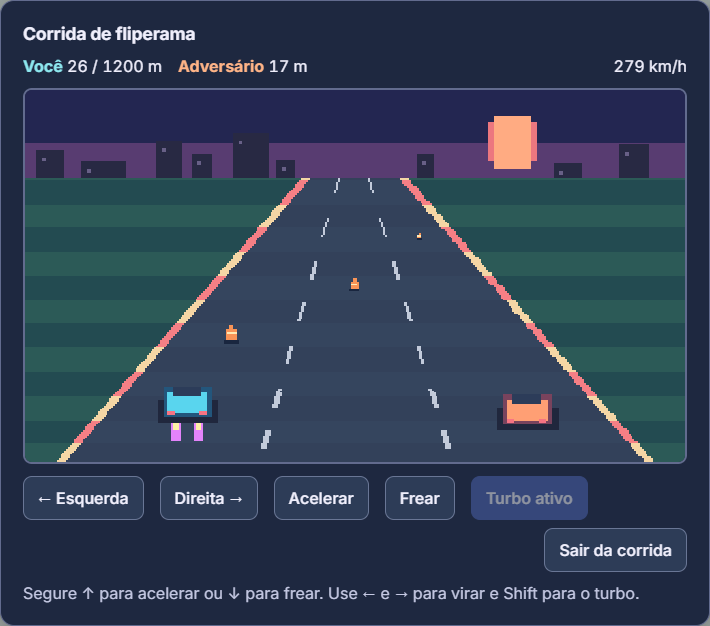 Corrida de fliperama
Você 26 / 1200 m Adversário 17 m 279 km/h
← Esquerda Direita → Acelerar Frear Turbo ativo
Sair da corrida
Segure ↑ para acelerar ou ↓ para frear. Use ← e → para virar e Shift para o turbo.